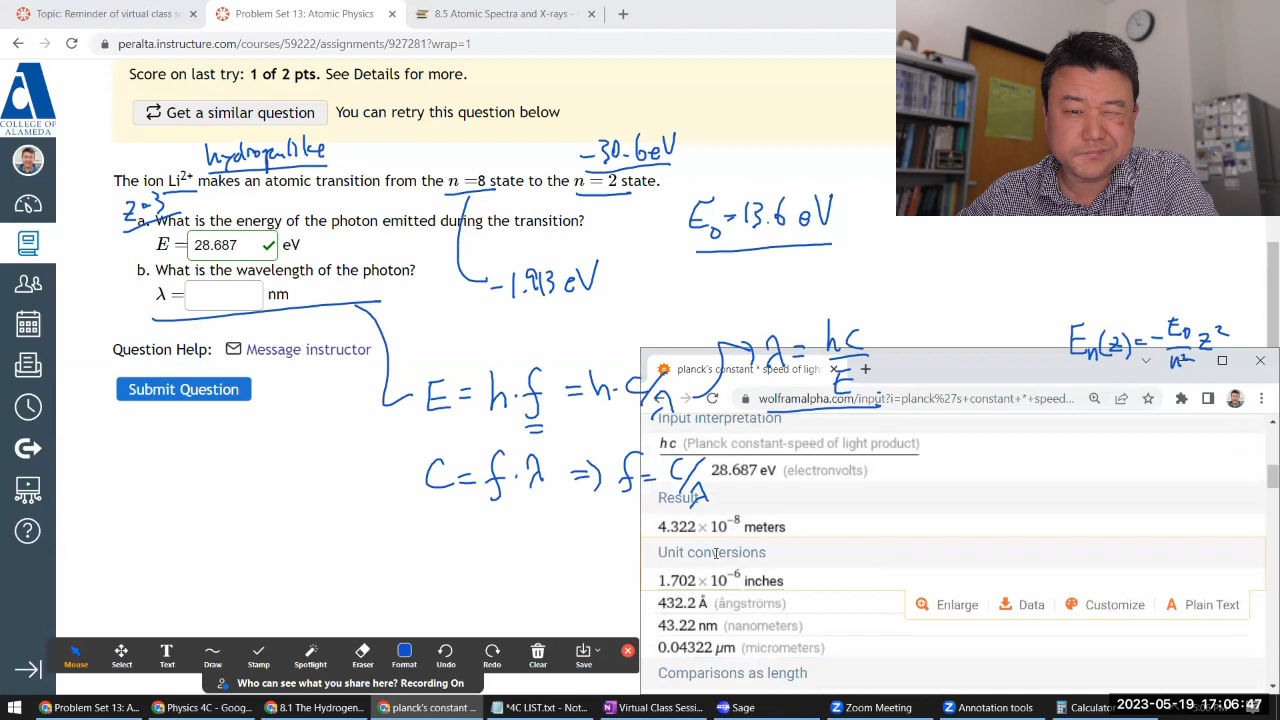 Topic: Reminder of virtual class s
Problem Set 13: Atomic Physics
8.5 Atomic Spectra and X-rays -
peralta.instructure.com/courses/59222/assignments/927281?wrap=1
COLLEGE OF
ALAMEDA
Score on last try: 1 of 2 pts. See Details for more.
Get a similar question
You can retry this question below
hydrogenlike
-30.6eV
The ion Li2+ makes an atomic transition from the n =8 state to the n = 2 state.
z=3
a. What is the energy of the photon emitted during the transition?
E0=13.6 eV
E = 28.687 eV
b. What is the wavelength of the photon?
-1.913 eV
λ = nm
Question Help: Message instructor
Submit Question
E = h·f = h·c/λ
λ = hc/E
En(z) = -E0/n² z²
c = f·λ => f = c/λ
planck's constant * speed of light
wolframalpha.com/input?i=planck%27s+constant+*+speed...
Input interpretation
h c (Planck constant-speed of light product)
28.687 eV (electronvolts)
Result
4.322×10−8 meters
Unit conversions
1.702×10−6 inches
432.2 Å (ångströms)
Enlarge
Data
Customize
Plain Text
43.22 nm (nanometers)
0.04322 µm (micrometers)
Comparisons as length
Mouse
Select
Text
Draw
Stamp
Spotlight
Eraser
Format
Undo
Redo
Clear
Save
Who can see what you share here? Recording On
Problem Set 13: A...
Physics 4C - Goog...
8.1 The Hydrogen...
planck's constant ...
*4C LIST.txt - Not...
Virtual Class Sessi...
Sage
Zoom Meeting
Annotation tools
2023-05-19 17:06:47